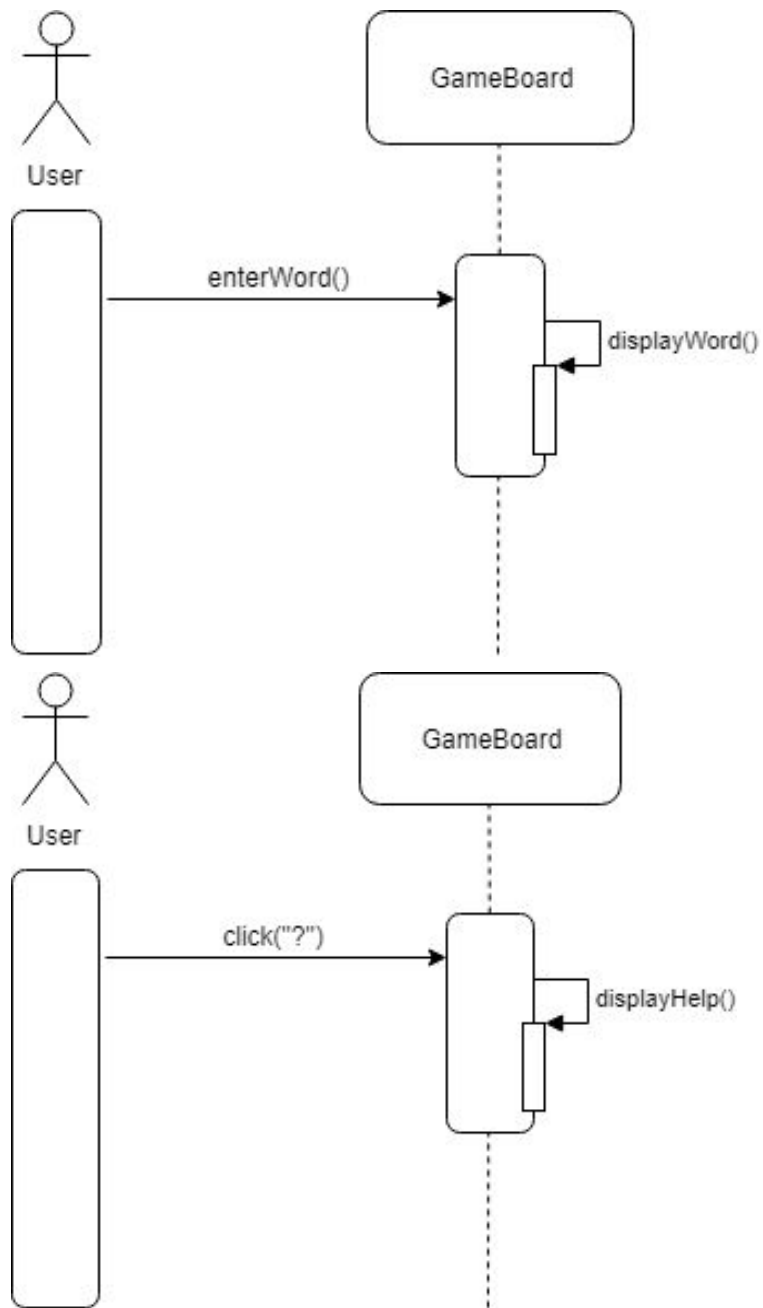 GameBoard
User
enterWord()
displayWord()
GameBoard
User
click("?")
displayHelp()